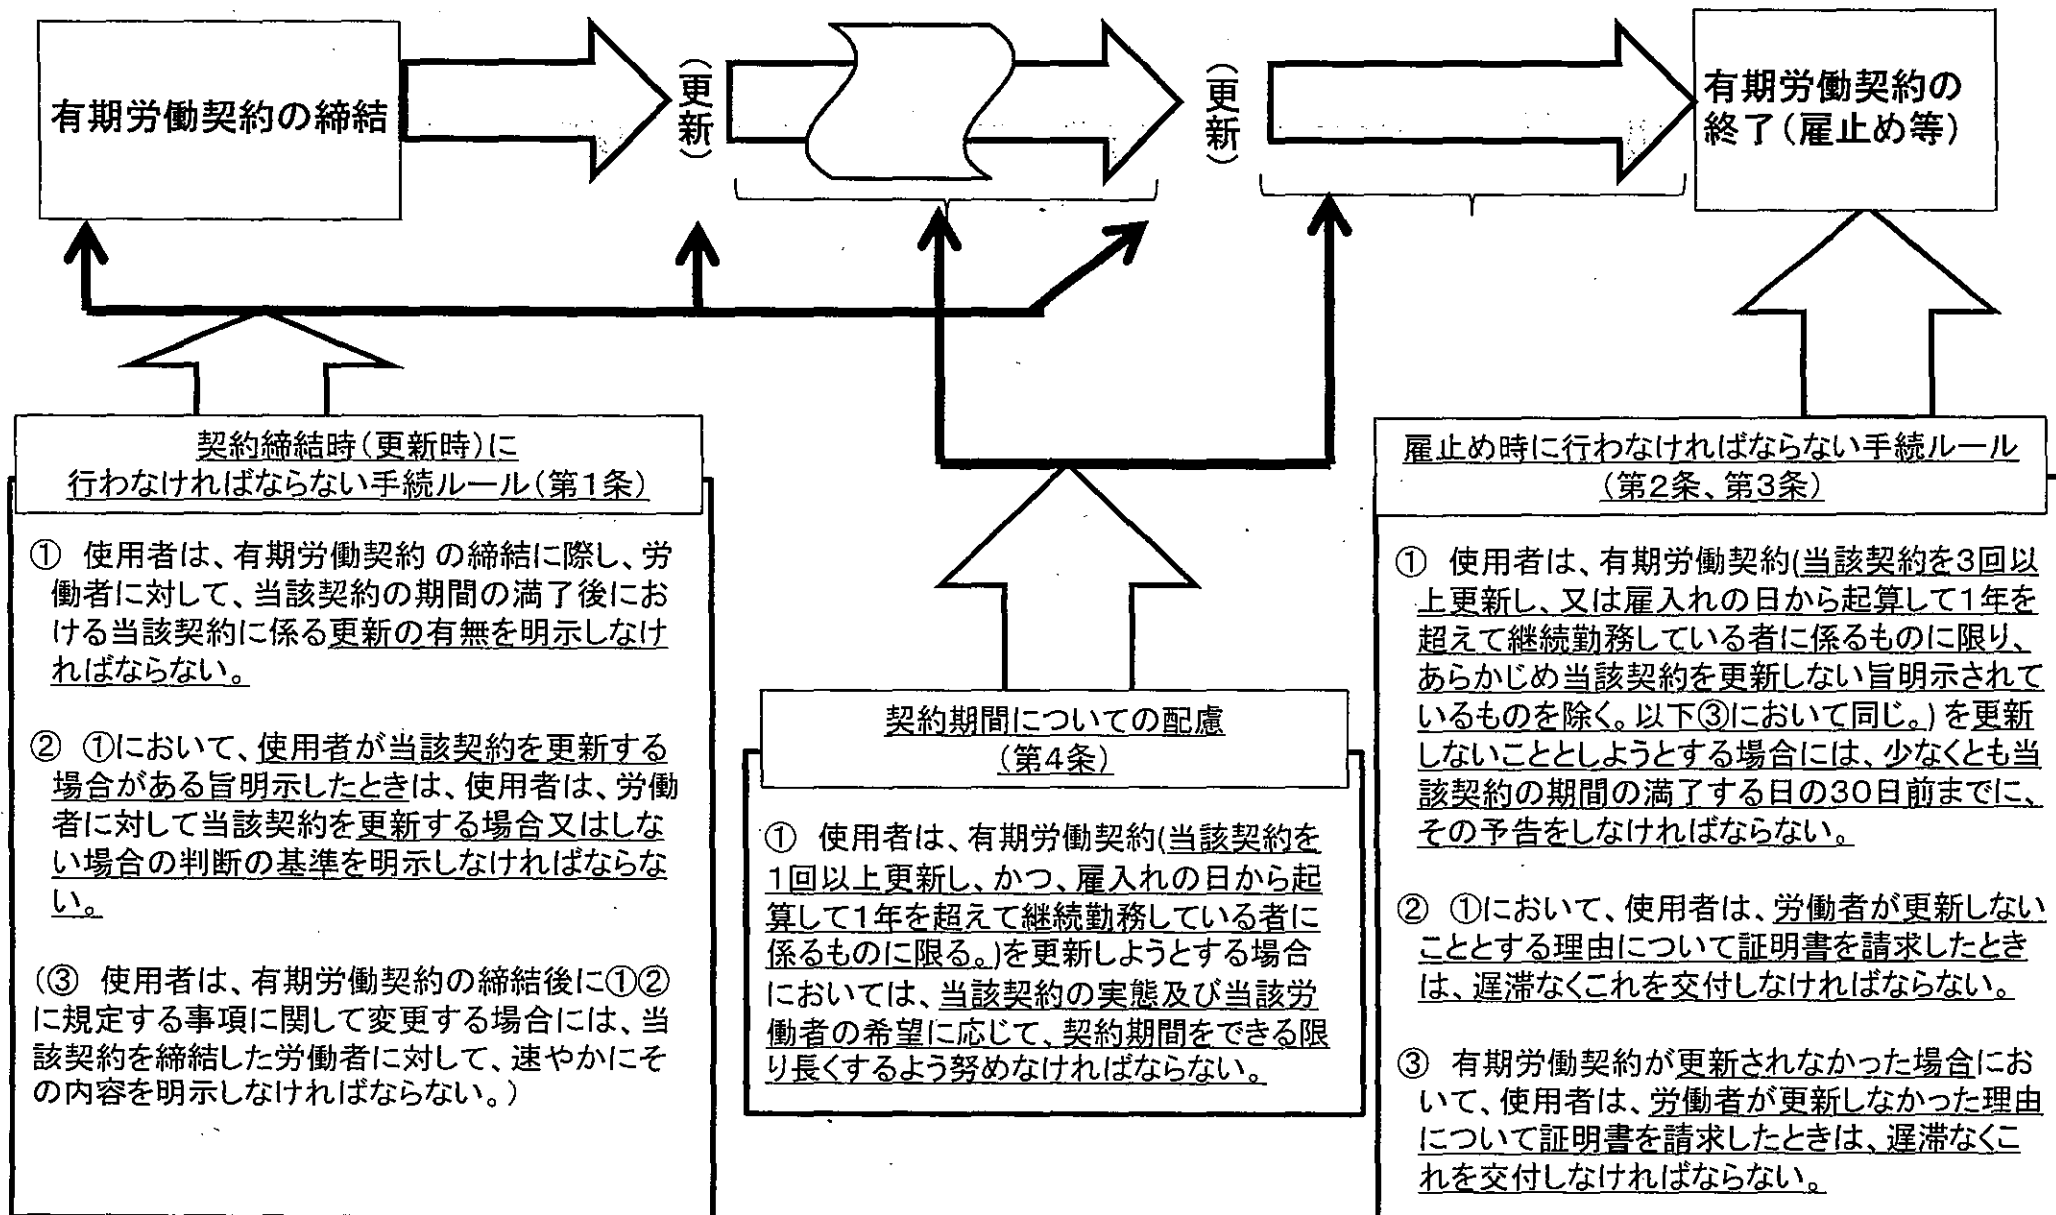 有期労働契約の締結
（更新）
（更新）
有期労働契約の
終了（雇止め等）
契約締結時（更新時）に
行わなければならない手続ルール（第１条）
① 使用者は、有期労働契約 の締結に際し、労
働者に対して、当該契約の期間の満了後にお
ける当該契約に係る更新の有無を明示しなけ
ればならない。
② ①において、使用者が当該契約を更新する
場合がある旨明示したときは、使用者は、労働
者に対して当該契約を更新する場合又はしな
い場合の判断の基準を明示しなければならな
い。
（③ 使用者は、有期労働契約の締結後に①②
に規定する事項に関して変更する場合には、当
該契約を締結した労働者に対して、速やかにそ
の内容を明示しなければならない。）
契約期間についての配慮
（第４条）
① 使用者は、有期労働契約(当該契約を
１回以上更新し、かつ、雇入れの日から起
算して１年を超えて継続勤務している者に
係るものに限る。)を更新しようとする場合
においては、当該契約の実態及び当該労
働者の希望に応じて、契約期間をできる限
り長くするよう努めなければならない。
雇止め時に行わなければならない手続ルール
（第２条、第３条）
① 使用者は、有期労働契約(当該契約を３回以
上更新し、又は雇入れの日から起算して１年を
超えて継続勤務している者に係るものに限り、
あらかじめ当該契約を更新しない旨明示されて
いるものを除く。以下③において同じ。) を更新
しないこととしようとする場合には、少なくとも当
該契約の期間の満了する日の３０日前までに、
その予告をしなければならない。
② ①において、使用者は、労働者が更新しない
こととする理由について証明書を請求したとき
は、遅滞なくこれを交付しなければならない。
③ 有期労働契約が更新されなかった場合にお
いて、使用者は、労働者が更新しなかった理由
について証明書を請求したときは、遅滞なくこ
れを交付しなければならない。